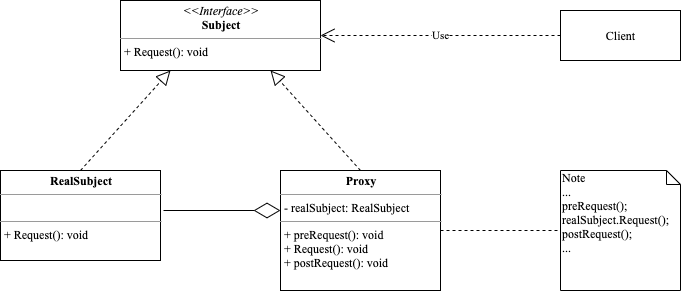 <<Interface>>
Subject
+ Request(): void
Use
Client
RealSubject
+ Request(): void
Proxy
- realSubject: RealSubject
+ preRequest(): void
+ Request(): void
+ postRequest(): void
Note
...
preRequest();
realSubject.Request();
postRequest();
...